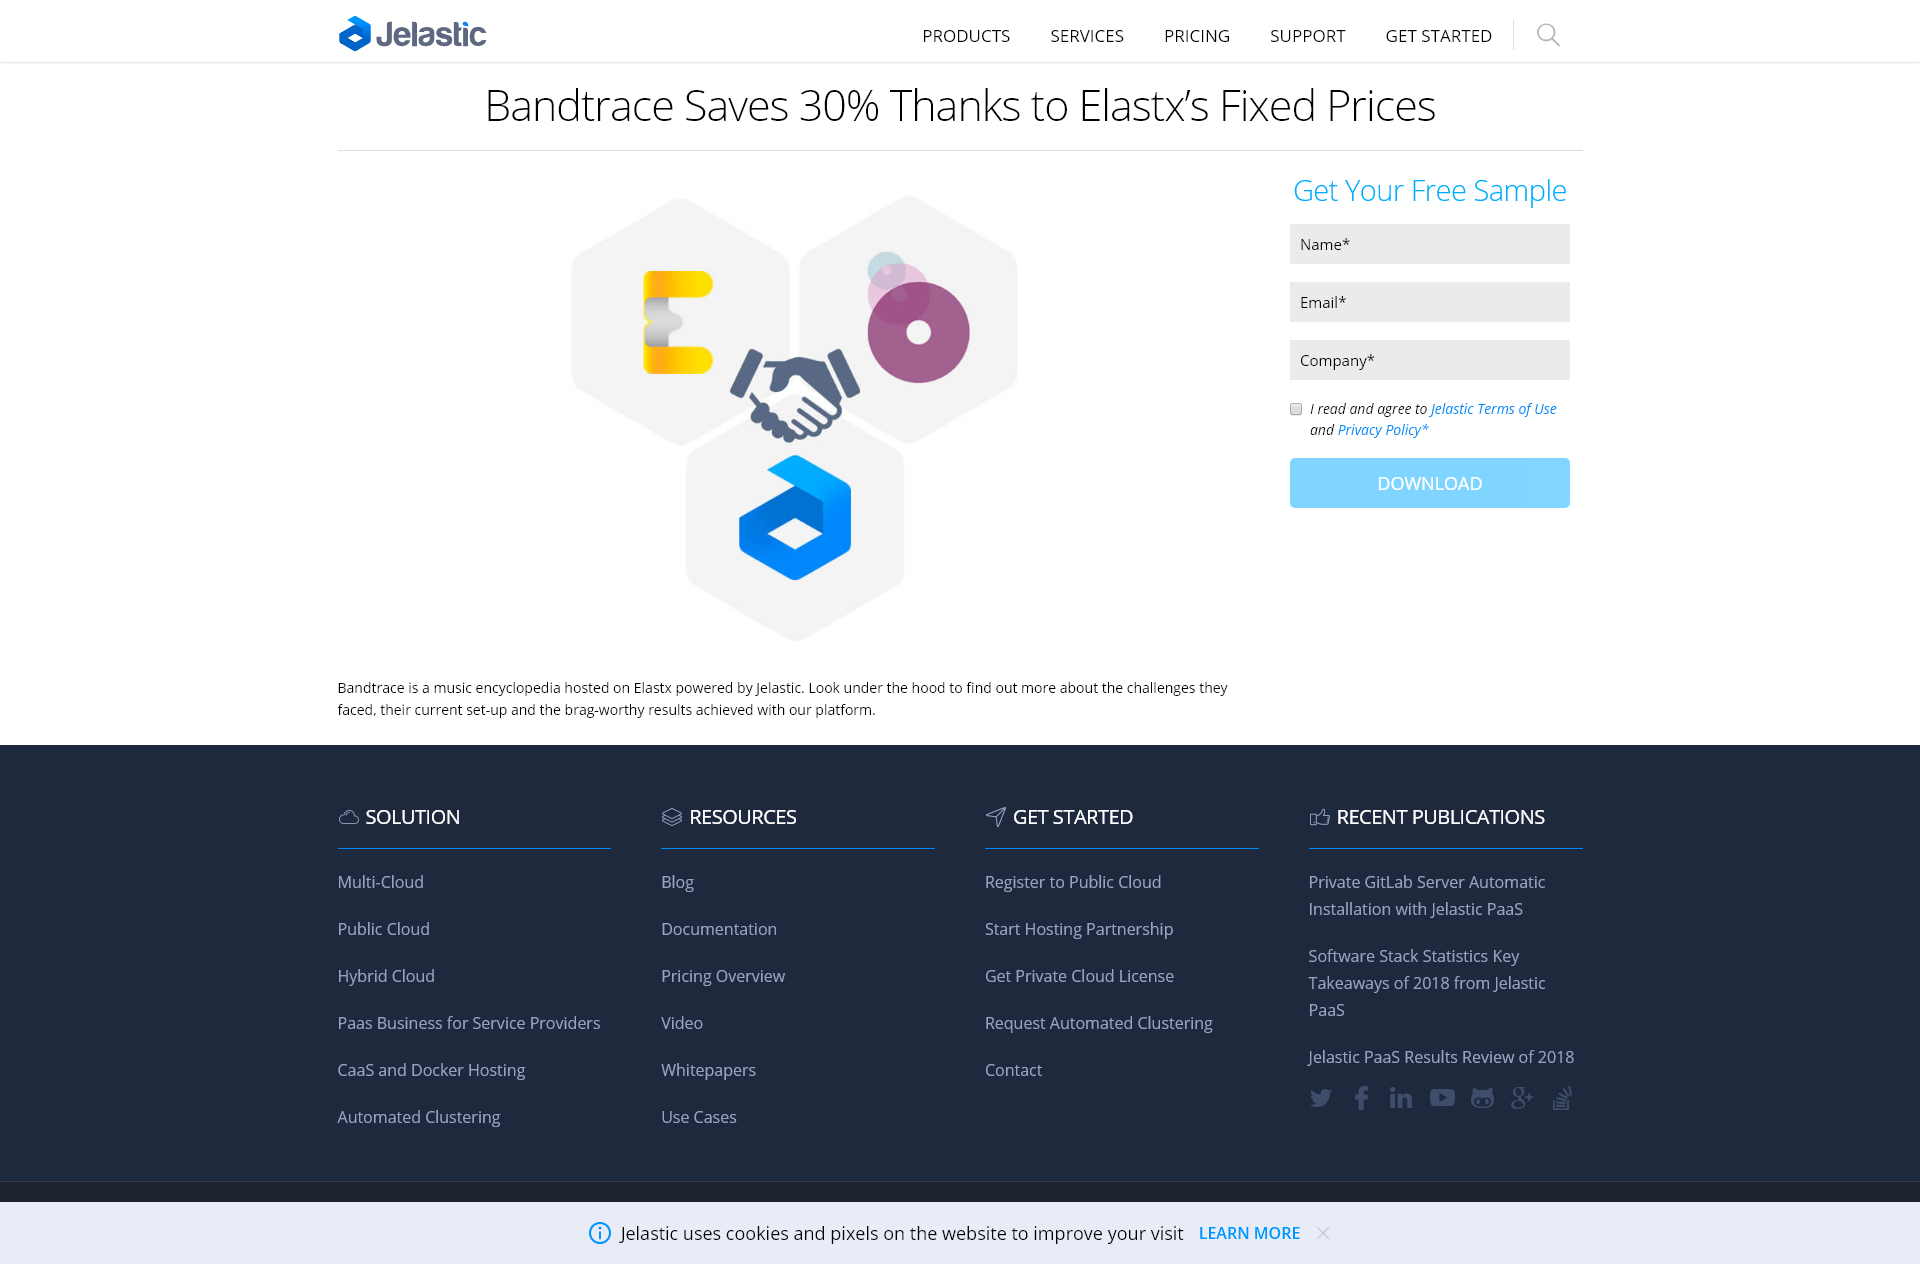 Jelastic
PRODUCTS
SERVICES
PRICING
SUPPORT
GET STARTED
Bandtrace Saves 30% Thanks to Elastx’s Fixed Prices
Get Your Free Sample
Name*
Email*
Company*
I read and agree to Jelastic Terms of Use
and Privacy Policy*
DOWNLOAD
Bandtrace is a music encyclopedia hosted on Elastx powered by Jelastic. Look under the hood to find out more about the challenges they
faced, their current set-up and the brag-worthy results achieved with our platform.
SOLUTION
Multi-Cloud
Public Cloud
Hybrid Cloud
Paas Business for Service Providers
CaaS and Docker Hosting
Automated Clustering
RESOURCES
Blog
Documentation
Pricing Overview
Video
Whitepapers
Use Cases
GET STARTED
Register to Public Cloud
Start Hosting Partnership
Get Private Cloud License
Request Automated Clustering
Contact
RECENT PUBLICATIONS
Private GitLab Server Automatic
Installation with Jelastic PaaS
Software Stack Statistics Key
Takeaways of 2018 from Jelastic
PaaS
Jelastic PaaS Results Review of 2018
Jelastic uses cookies and pixels on the website to improve your visit
LEARN MORE